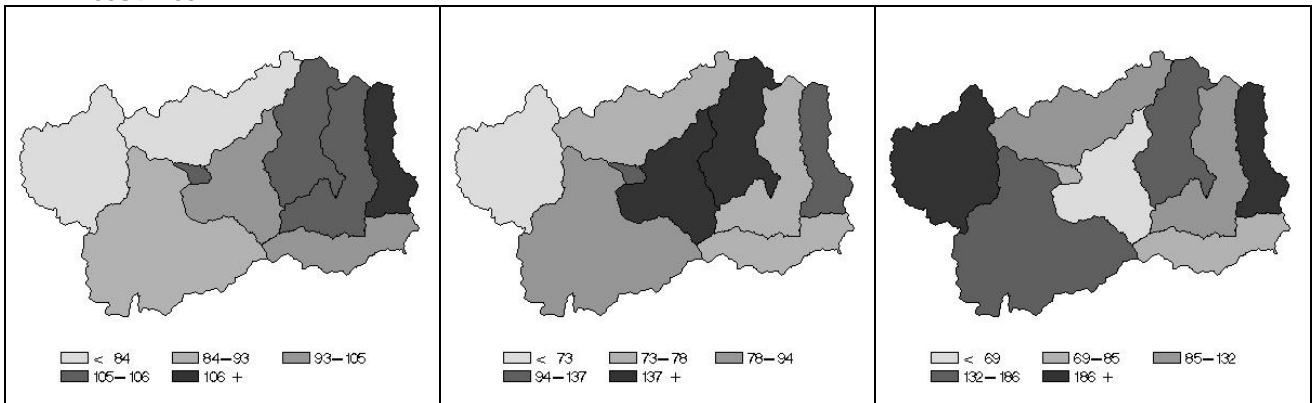 < 84 84–93 93–105
105–106 106 +
< 73 73–78 78–94
94–137 137 +
< 69 69–85 85–132
132–186 186 +